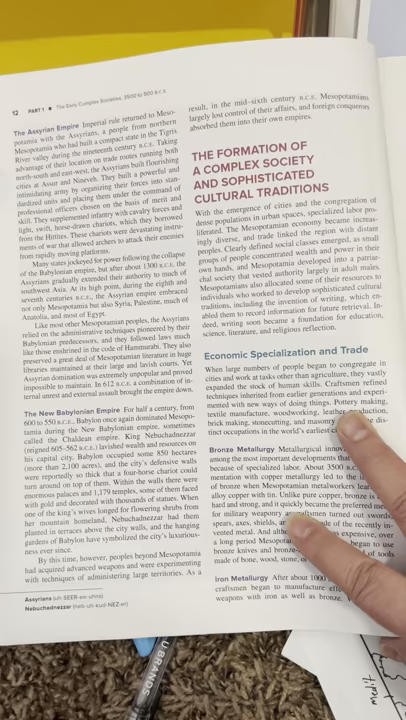 12 PART 1 ■ The Early Complex Societies, 3500 to 500 B.C.E.
The Assyrian Empire Imperial rule returned to Meso-
potamia with the Assyrians, a people from northern
Mesopotamia who had built a compact state in the Tigris
River valley during the nineteenth century B.C.E. Taking
advantage of their location on trade routes running both
north-south and east-west, the Assyrians built flourishing
cities at Assur and Nineveh. They built a powerful and
intimidating army by organizing their forces into stan-
dardized units and placing them under the command of
professional officers chosen on the basis of merit and
skill. They supplemented infantry with cavalry forces and
light, swift, horse-drawn chariots, which they borrowed
from the Hittites. These chariots were devastating instru-
ments of war that allowed archers to attack their enemies
from rapidly moving platforms.
Many states jockeyed for power following the collapse
of the Babylonian empire, but after about 1300 B.C.E. the
Assyrians gradually extended their authority to much of
southwest Asia. At its high point, during the eighth and
seventh centuries B.C.E., the Assyrian empire embraced
not only Mesopotamia but also Syria, Palestine, much of
Anatolia, and most of Egypt.
Like most other Mesopotamian peoples, the Assyrians
relied on the administrative techniques pioneered by their
Babylonian predecessors, and they followed laws much
like those enshrined in the code of Hammurabi. They also
preserved a great deal of Mesopotamian literature in huge
libraries maintained at their large and lavish courts. Yet
Assyrian domination was extremely unpopular and proved
impossible to maintain. In 612 B.C.E. a combination of in-
ternal unrest and external assault brought the empire down.
The New Babylonian Empire For half a century, from
600 to 550 B.C.E., Babylon once again dominated Mesopo-
tamia during the New Babylonian empire, sometimes
called the Chaldean empire. King Nebuchadnezzar
(reigned 605–562 B.C.E.) lavished wealth and resources on
his capital city. Babylon occupied some 850 hectares
(more than 2,100 acres), and the city's defensive walls
were reportedly so thick that a four-horse chariot could
turn around on top of them. Within the walls there were
enormous palaces and 1,179 temples, some of them faced
with gold and decorated with thousands of statues. When
one of the king's wives longed for flowering shrubs from
her mountain homeland, Nebuchadnezzar had them
planted in terraces above the city walls, and the hanging
gardens of Babylon have symbolized the city's luxurious-
ness ever since.
By this time, however, peoples beyond Mesopotamia
had acquired advanced weapons and were experimenting
with techniques of administering large territories. As a
Assyrians (uh-SEER-ee-uhns)
Nebuchadnezzar (neb-uh-kud-NEZ-er)
result, in the mid-sixth century B.C.E. Mesopotamians
largely lost control of their affairs, and foreign conquerors
absorbed them into their own empires.
THE FORMATION OF
A COMPLEX SOCIETY
AND SOPHISTICATED
CULTURAL TRADITIONS
With the emergence of cities and the congregation of
dense populations in urban spaces, specialized labor pro-
liferated. The Mesopotamian economy became increas-
ingly diverse, and trade linked the region with distant
peoples. Clearly defined social classes emerged, as small
groups of people concentrated wealth and power in their
own hands, and Mesopotamia developed into a patriar-
chal society that vested authority largely in adult males.
Mesopotamians also allocated some of their resources to
individuals who worked to develop sophisticated cultural
traditions, including the invention of writing, which en-
abled them to record information for future retrieval. In-
deed, writing soon became a foundation for education,
science, literature, and religious reflection.
Economic Specialization and Trade
When large numbers of people began to congregate in
cities and work at tasks other than agriculture, they vastly
expanded the stock of human skills. Craftsmen refined
techniques inherited from earlier generations and experi-
mented with new ways of doing things. Pottery making,
textile manufacture, woodworking, leather production,
brick making, stonecutting, and masonry dis-
tinct occupations in the world's earliest
Bronze Metallurgy Metallurgical
among the most important developments
because of specialized labor. About 3500
mentation with copper metallurgy led to the
of bronze when Mesopotamian metalworkers
alloy copper with tin. Unlike pure copper, bronze is
hard and strong, and it quickly became the preferred
for military weaponry as turned out swords,
spears, axes, shields, made of the recently in-
vented metal. And expensive, over
a long period began to use
bronze knives and of tools
made of bone, wood,
Iron Metallurgy After about 1000
craftsmen began to manufacture
weapons with iron as well as bronze.
BRANDS